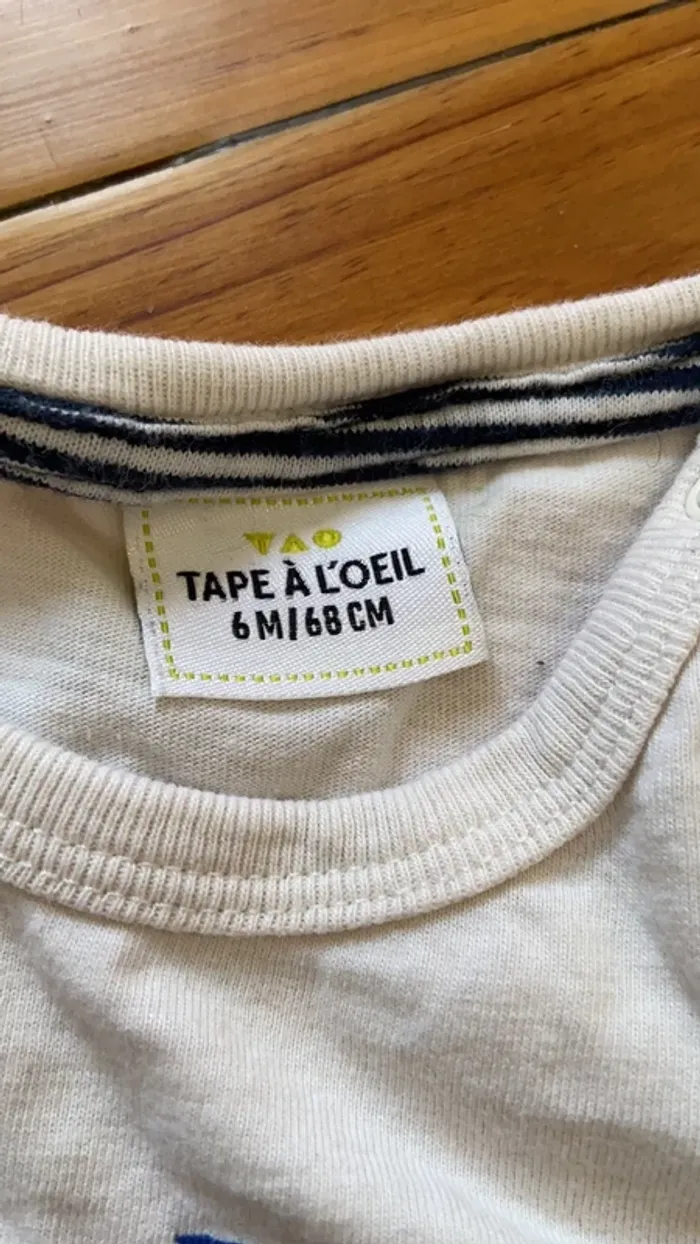 TAO
TAPE À L'OEIL
6M/68CM